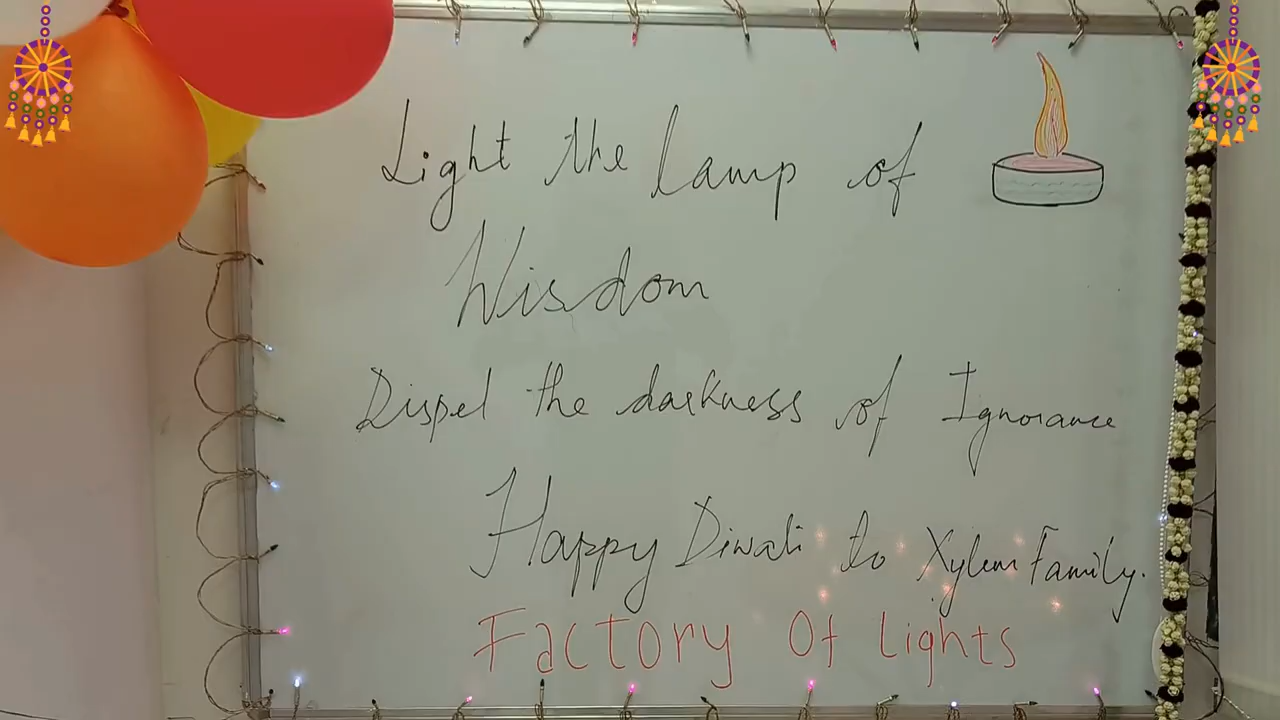 Light the lamp of
Wisdom
Dispel the darkness of Ignorance
Happy Diwali to Xylem Family.
Factory Of Lights